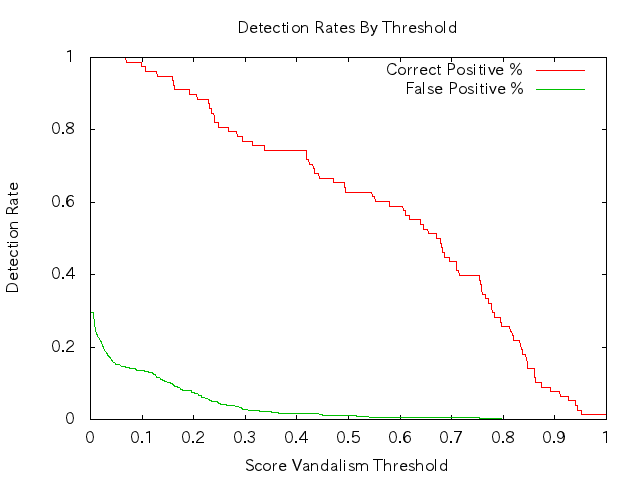 Detection Rates By Threshold
Correct Positive %
False Positive %
1
0.8
0.6
0.4
0.2
0
Detection Rate
0 0.1 0.2 0.3 0.4 0.5 0.6 0.7 0.8 0.9 1
Score Vandalism Threshold